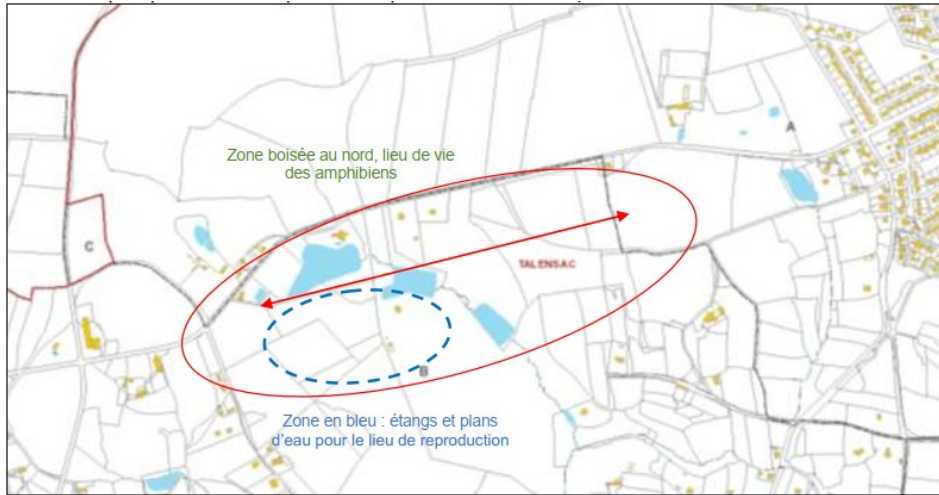 A
Zone boisée au nord, lieu de vie
des amphibiens
C
TALENSAC
B
Zone en bleu : étangs et plans
d'eau pour le lieu de reproduction